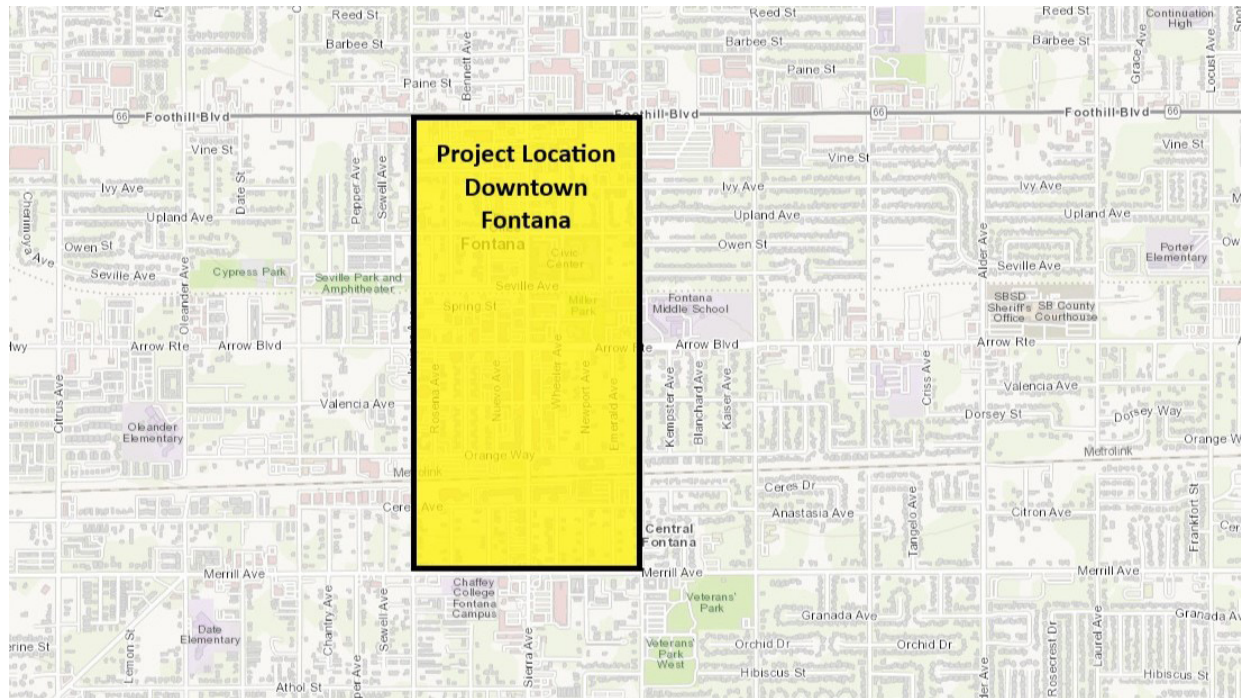 Reed St
Reed St
Continuation
High
Barbee St
Barbee St
Barbee St
Bennett Ave
Grace Ave
Locust Ave
Paine St
Paine St
66
Foothill Blvd
Foothill Blvd
66
Foothill Blvd
66
Project Location
Downtown
Fontana
Vine St
Vine St
Vine St
Ivy Ave
Ivy Ave
Ivy Ave
Date St
Pepper Ave
Sewell Ave
Upland Ave
Upland Ave
Upland Ave
Cherimoya Ave
Owen St
Fontana
Owen St
Civic
Center
Alder Ave
Porter
Elementary
Seville Ave
Cypress Park
Seville Park and
Amphitheater
Seville Ave
Seville Ave
Oleander Ave
Spring St
Miller
Park
Fontana
Middle School
SBSD
Sheriff's
Office
SB County
Courthouse
Arrow Rte
Arrow Blvd
Arrow Rte
Arrow Blvd
Arrow Rte
Citrus Ave
Rosena Ave
Nuevo Ave
Wheeler Ave
Newport Ave
Emerald Ave
Kempster Ave
Blanchard Ave
Kaiser Ave
Criss Ave
Valencia Ave
Valencia Ave
Dorsey St
Dorsey Way
Oleander
Elementary
Orange Way
Orange W
Metrolink
Metrolink
Ceres Ave
Ceres Dr
Anastasia Ave
Tangelo Ave
Citron Ave
Frankfort St
Central
Fontana
Merrill Ave
Merrill Ave
Merrill Ave
Chaffey
College
Fontana
Campus
Veterans'
Park
Date
Elementary
Lemon St
Chantry Ave
Sewell Ave
Sierra Ave
Granada Ave
Granada Av
Laurel Ave
Rosecrest Dr
Veterans'
Park
West
Orchid Dr
Orchid Dr
Hibiscus St
Hibiscus St
Athol St